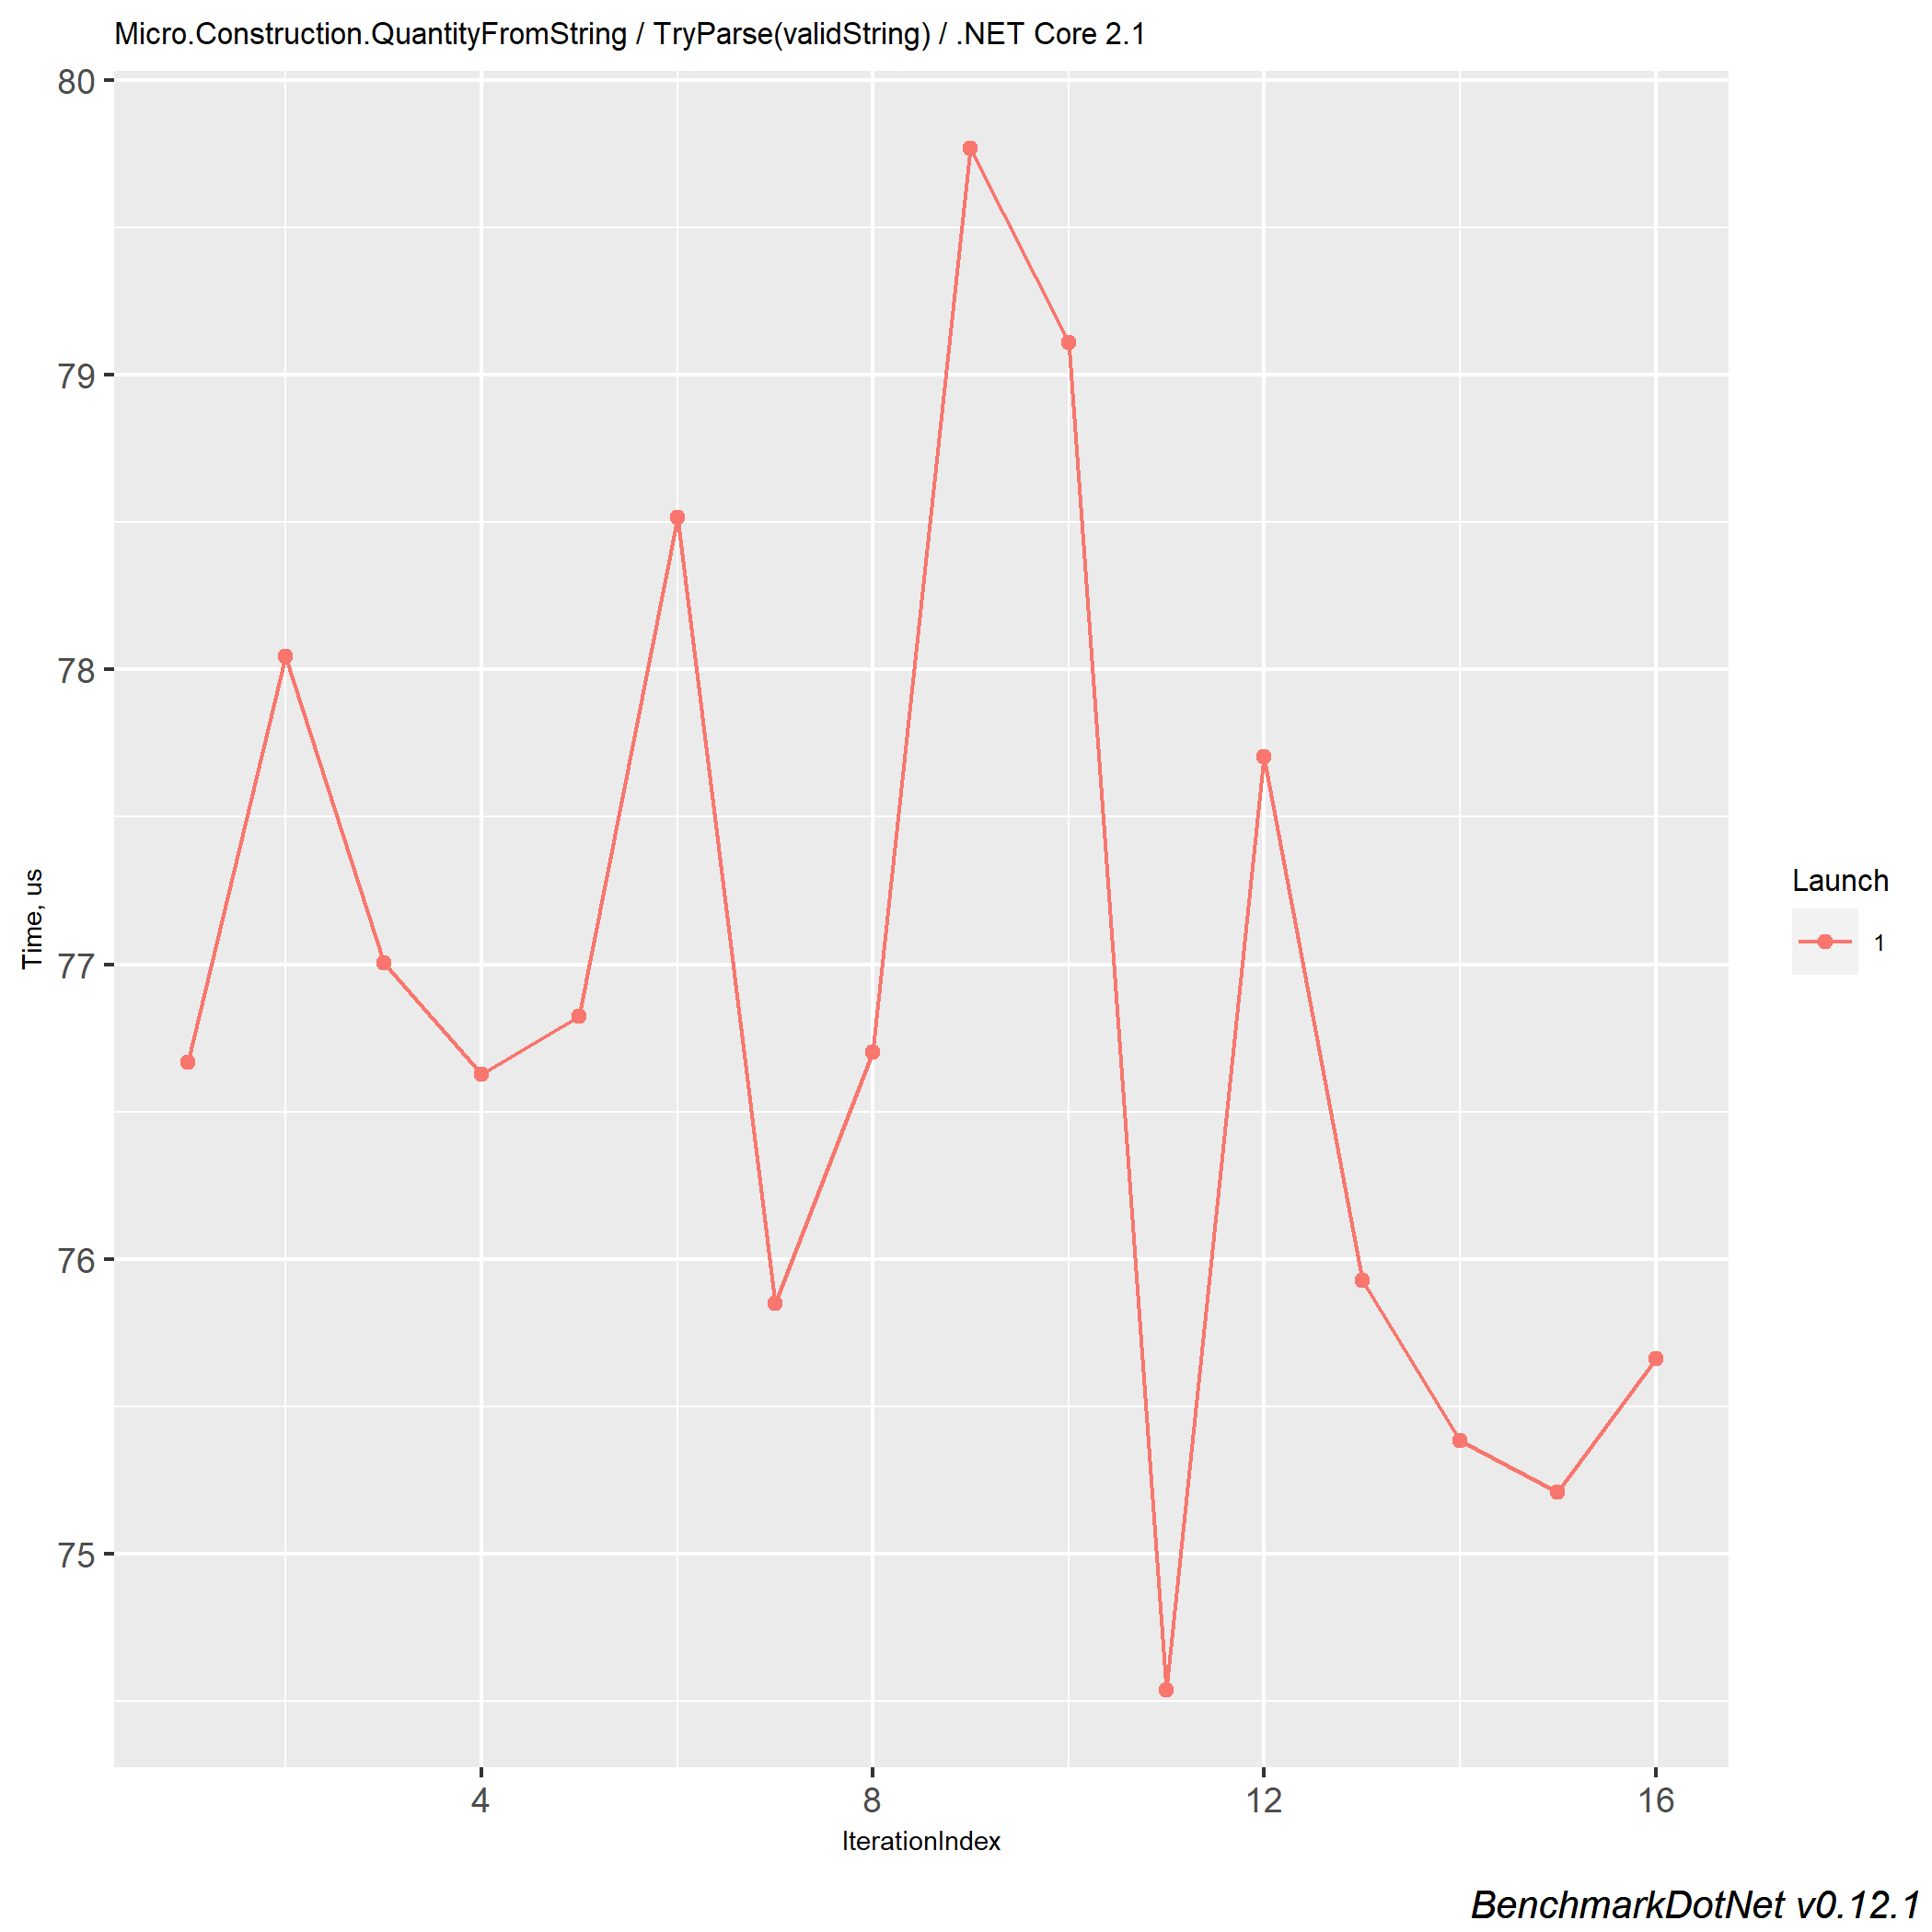 Micro.Construction.QuantityFromString / TryParse(validString) / .NET Core 2.1
80
79
78
77
76
75
Time, us
4 8 12 16
IterationIndex
Launch
1
BenchmarkDotNet v0.12.1